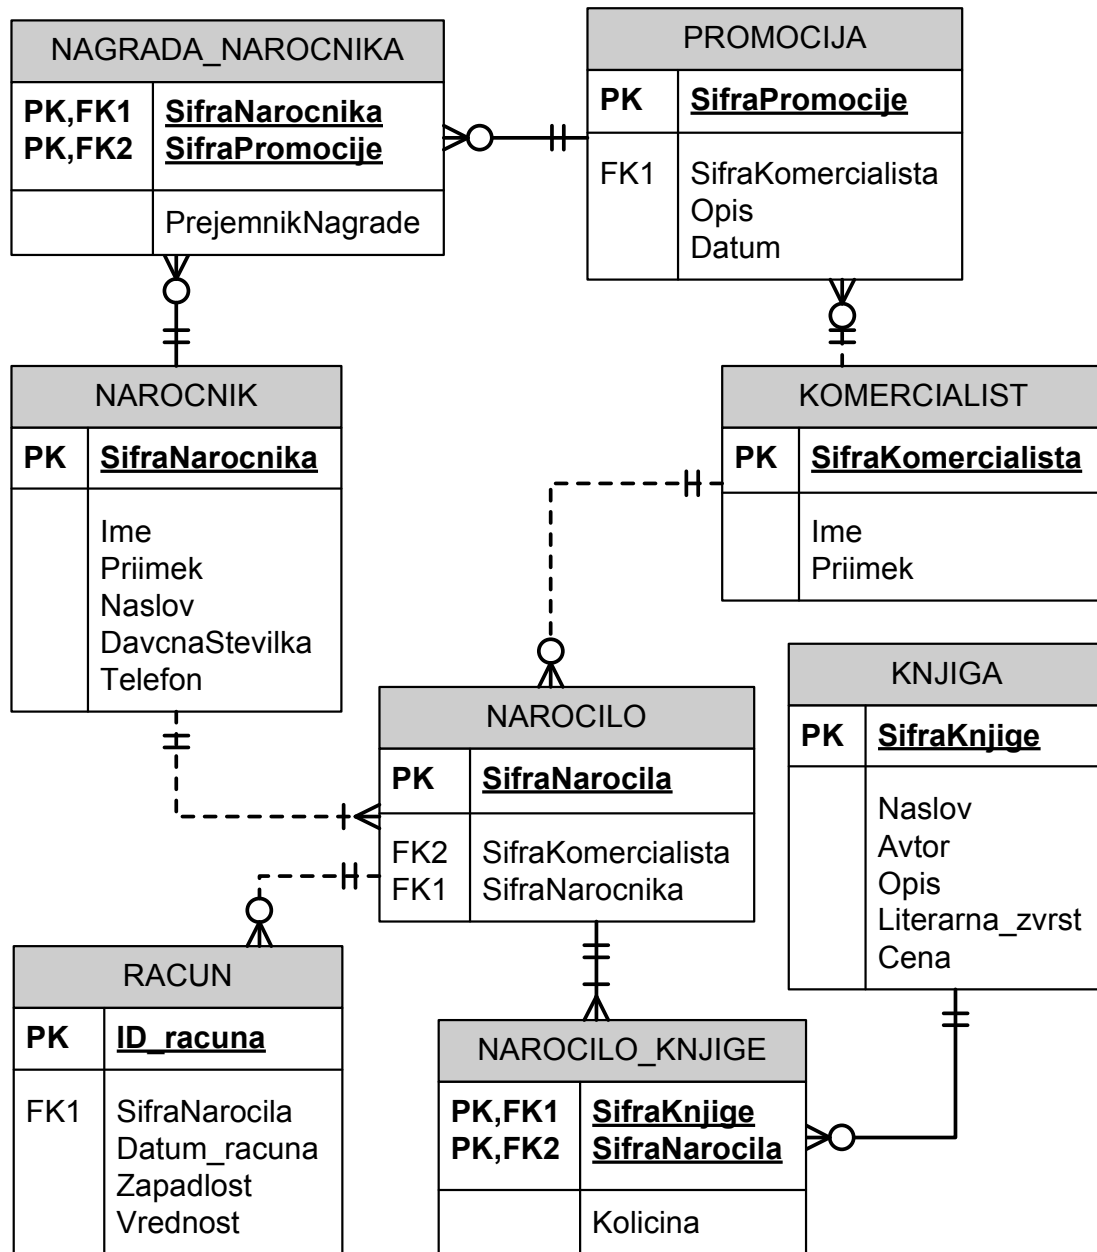 NAGRADA_NAROCNIKA
PK,FK1 SifraNarocnika
PK,FK2 SifraPromocije
PrejemnikNagrade
PROMOCIJA
PK SifraPromocije
FK1 SifraKomercialista
Opis
Datum
NAROCNIK
PK SifraNarocnika
Ime
Priimek
Naslov
DavcnaStevilka
Telefon
KOMERCIALIST
PK SifraKomercialista
Ime
Priimek
NAROCILO
PK SifraNarocila
FK2 SifraKomercialista
FK1 SifraNarocnika
KNJIGA
PK SifraKnjige
Naslov
Avtor
Opis
Literarna_zvrst
Cena
RACUN
PK ID_racuna
FK1 SifraNarocila
Datum_racuna
Zapadlost
Vrednost
NAROCILO_KNJIGE
PK,FK1 SifraKnjige
PK,FK2 SifraNarocila
Kolicina